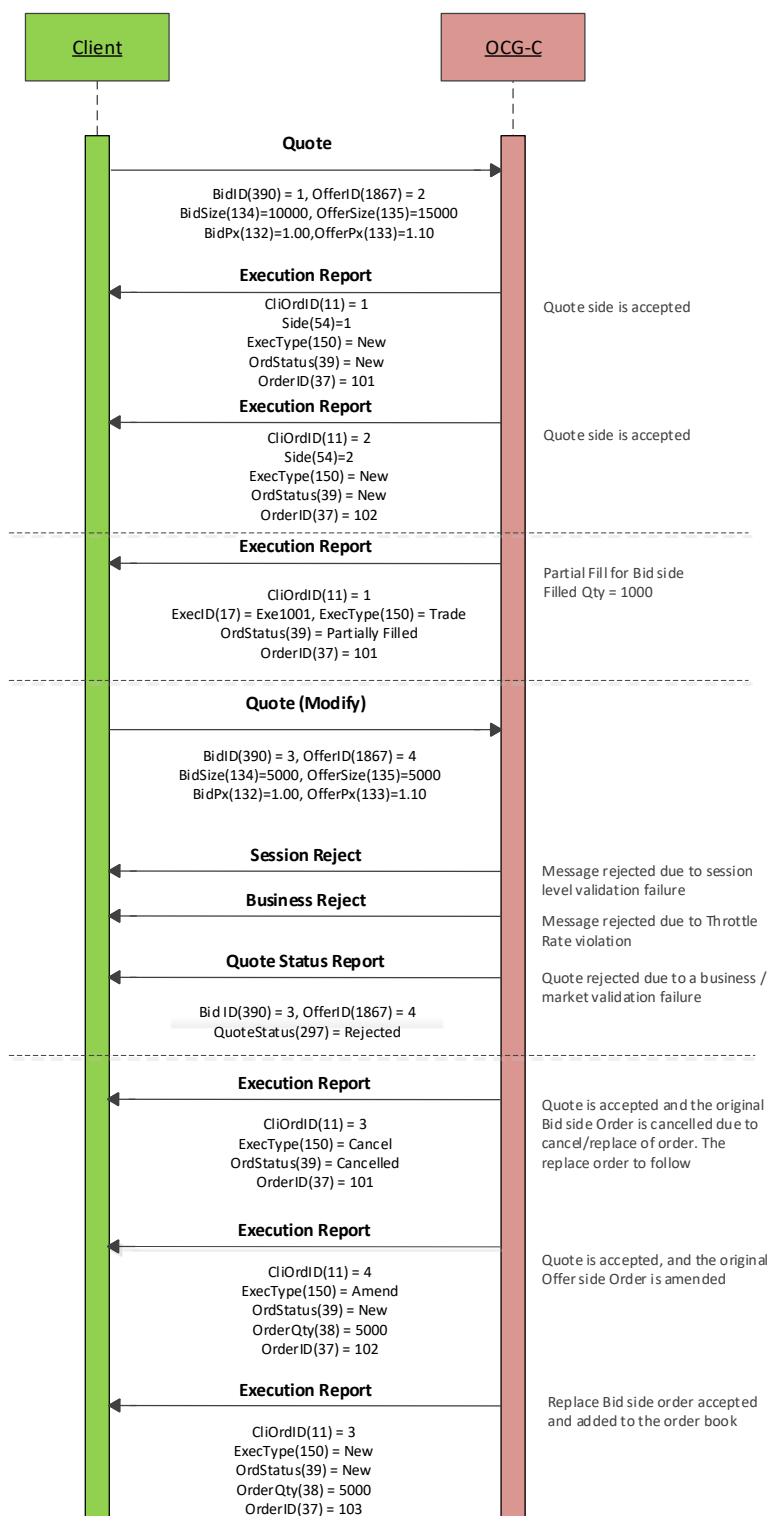 Client
OCG-C
Quote
BidID(390) = 1, OfferID(1867) = 2
BidSize(134)=10000, OfferSize(135)=15000
BidPx(132)=1.00,OfferPx(133)=1.10
Execution Report
CliOrdID(11) = 1
Side(54)=1
ExecType(150) = New
OrdStatus(39) = New
OrderID(37) = 101
Quote side is accepted
Execution Report
CliOrdID(11) = 2
Side(54)=2
ExecType(150) = New
OrdStatus(39) = New
OrderID(37) = 102
Quote side is accepted
Execution Report
CliOrdID(11) = 1
ExecID(17) = Exe1001, ExecType(150) = Trade
OrdStatus(39) = Partially Filled
OrderID(37) = 101
Partial Fill for Bid side
Filled Qty = 1000
Quote (Modify)
BidID(390) = 3, OfferID(1867) = 4
BidSize(134)=5000, OfferSize(135)=5000
BidPx(132)=1.00, OfferPx(133)=1.10
Session Reject
Message rejected due to session
level validation failure
Business Reject
Message rejected due to Throttle
Rate violation
Quote Status Report
Quote rejected due to a business /
market validation failure
Bid ID(390) = 3, OfferID(1867) = 4
QuoteStatus(297) = Rejected
Execution Report
CliOrdID(11) = 3
ExecType(150) = Cancel
OrdStatus(39) = Cancelled
OrderID(37) = 101
Quote is accepted and the original
Bid side Order is cancelled due to
cancel/replace of order. The
replace order to follow
Execution Report
CliOrdID(11) = 4
ExecType(150) = Amend
OrdStatus(39) = New
OrderQty(38) = 5000
OrderID(37) = 102
Quote is accepted, and the original
Offer side Order is amended
Execution Report
CliOrdID(11) = 3
ExecType(150) = New
OrdStatus(39) = New
OrderQty(38) = 5000
OrderID(37) = 103
Replace Bid side order accepted
and added to the order book